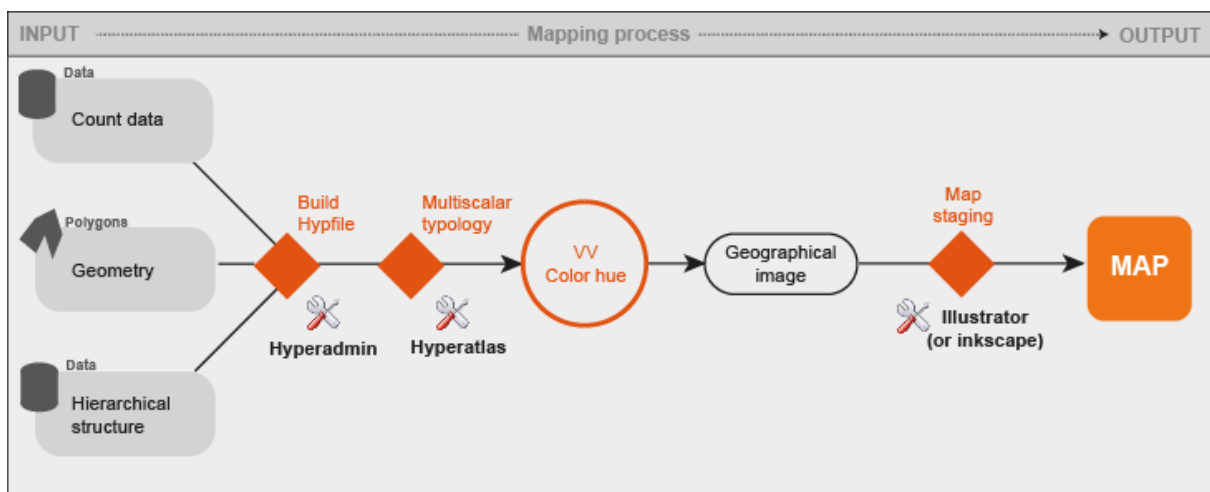 INPUT
Mapping process
OUTPUT
Data
Count data
Polygons
Geometry
Data
Hierarchical
structure
Build
Hypfile
Hyperadmin
Multiscalar
typology
Hyperatlas
VV
Color hue
Geographical
image
Map
staging
Illustrator
(or inkscape)
MAP